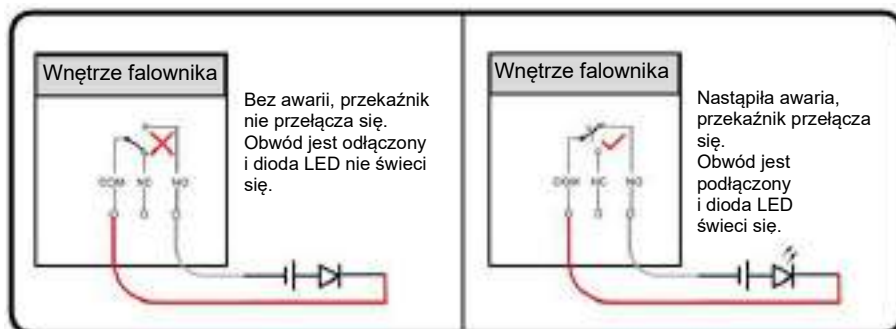 Wnętrze falownika
Bez awarii, przekaźnik
nie przełącza się.
Obwód jest odłączony
i dioda LED nie świeci
się.
COM NC NO
Wnętrze falownika
Nastąpiła awaria,
przekaźnik przełącza
się.
Obwód jest
podłączony
i dioda LED
świeci się.
COM NC NO